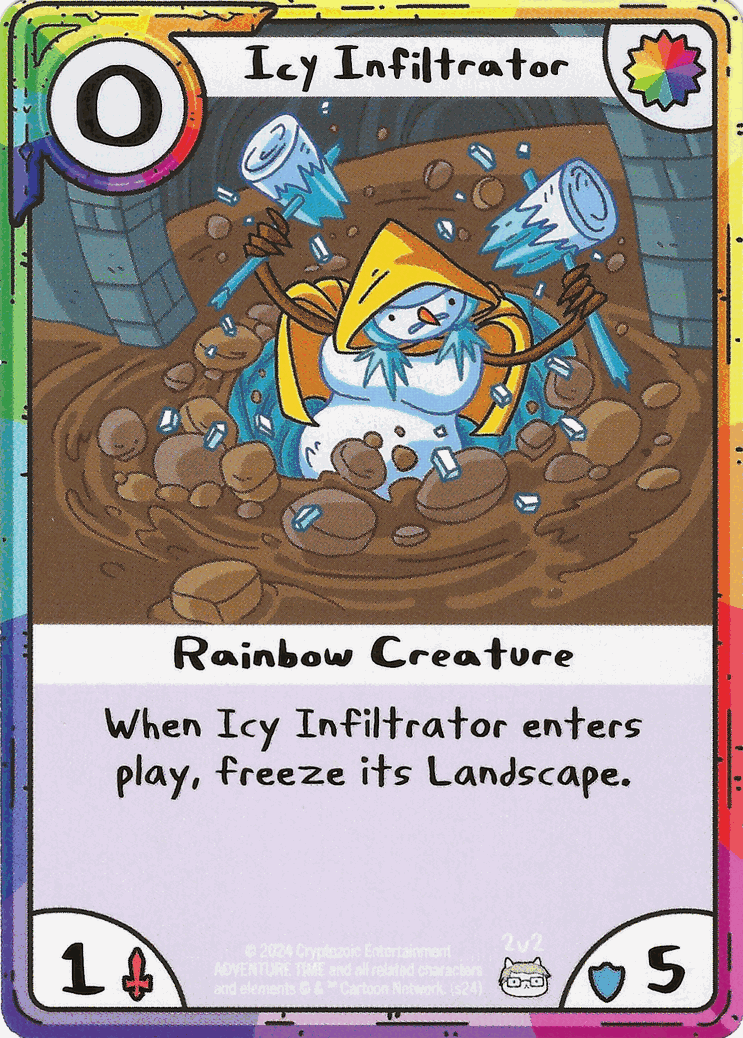 0
Icy Infiltrator
Rainbow Creature
When Icy Infiltrator enters
play, freeze its Landscape.
1
© 2024 Cryptozoic Entertainment
ADVENTURE TIME and all related characters
and elements © & ™ Cartoon Network. (s24)
2v2
5